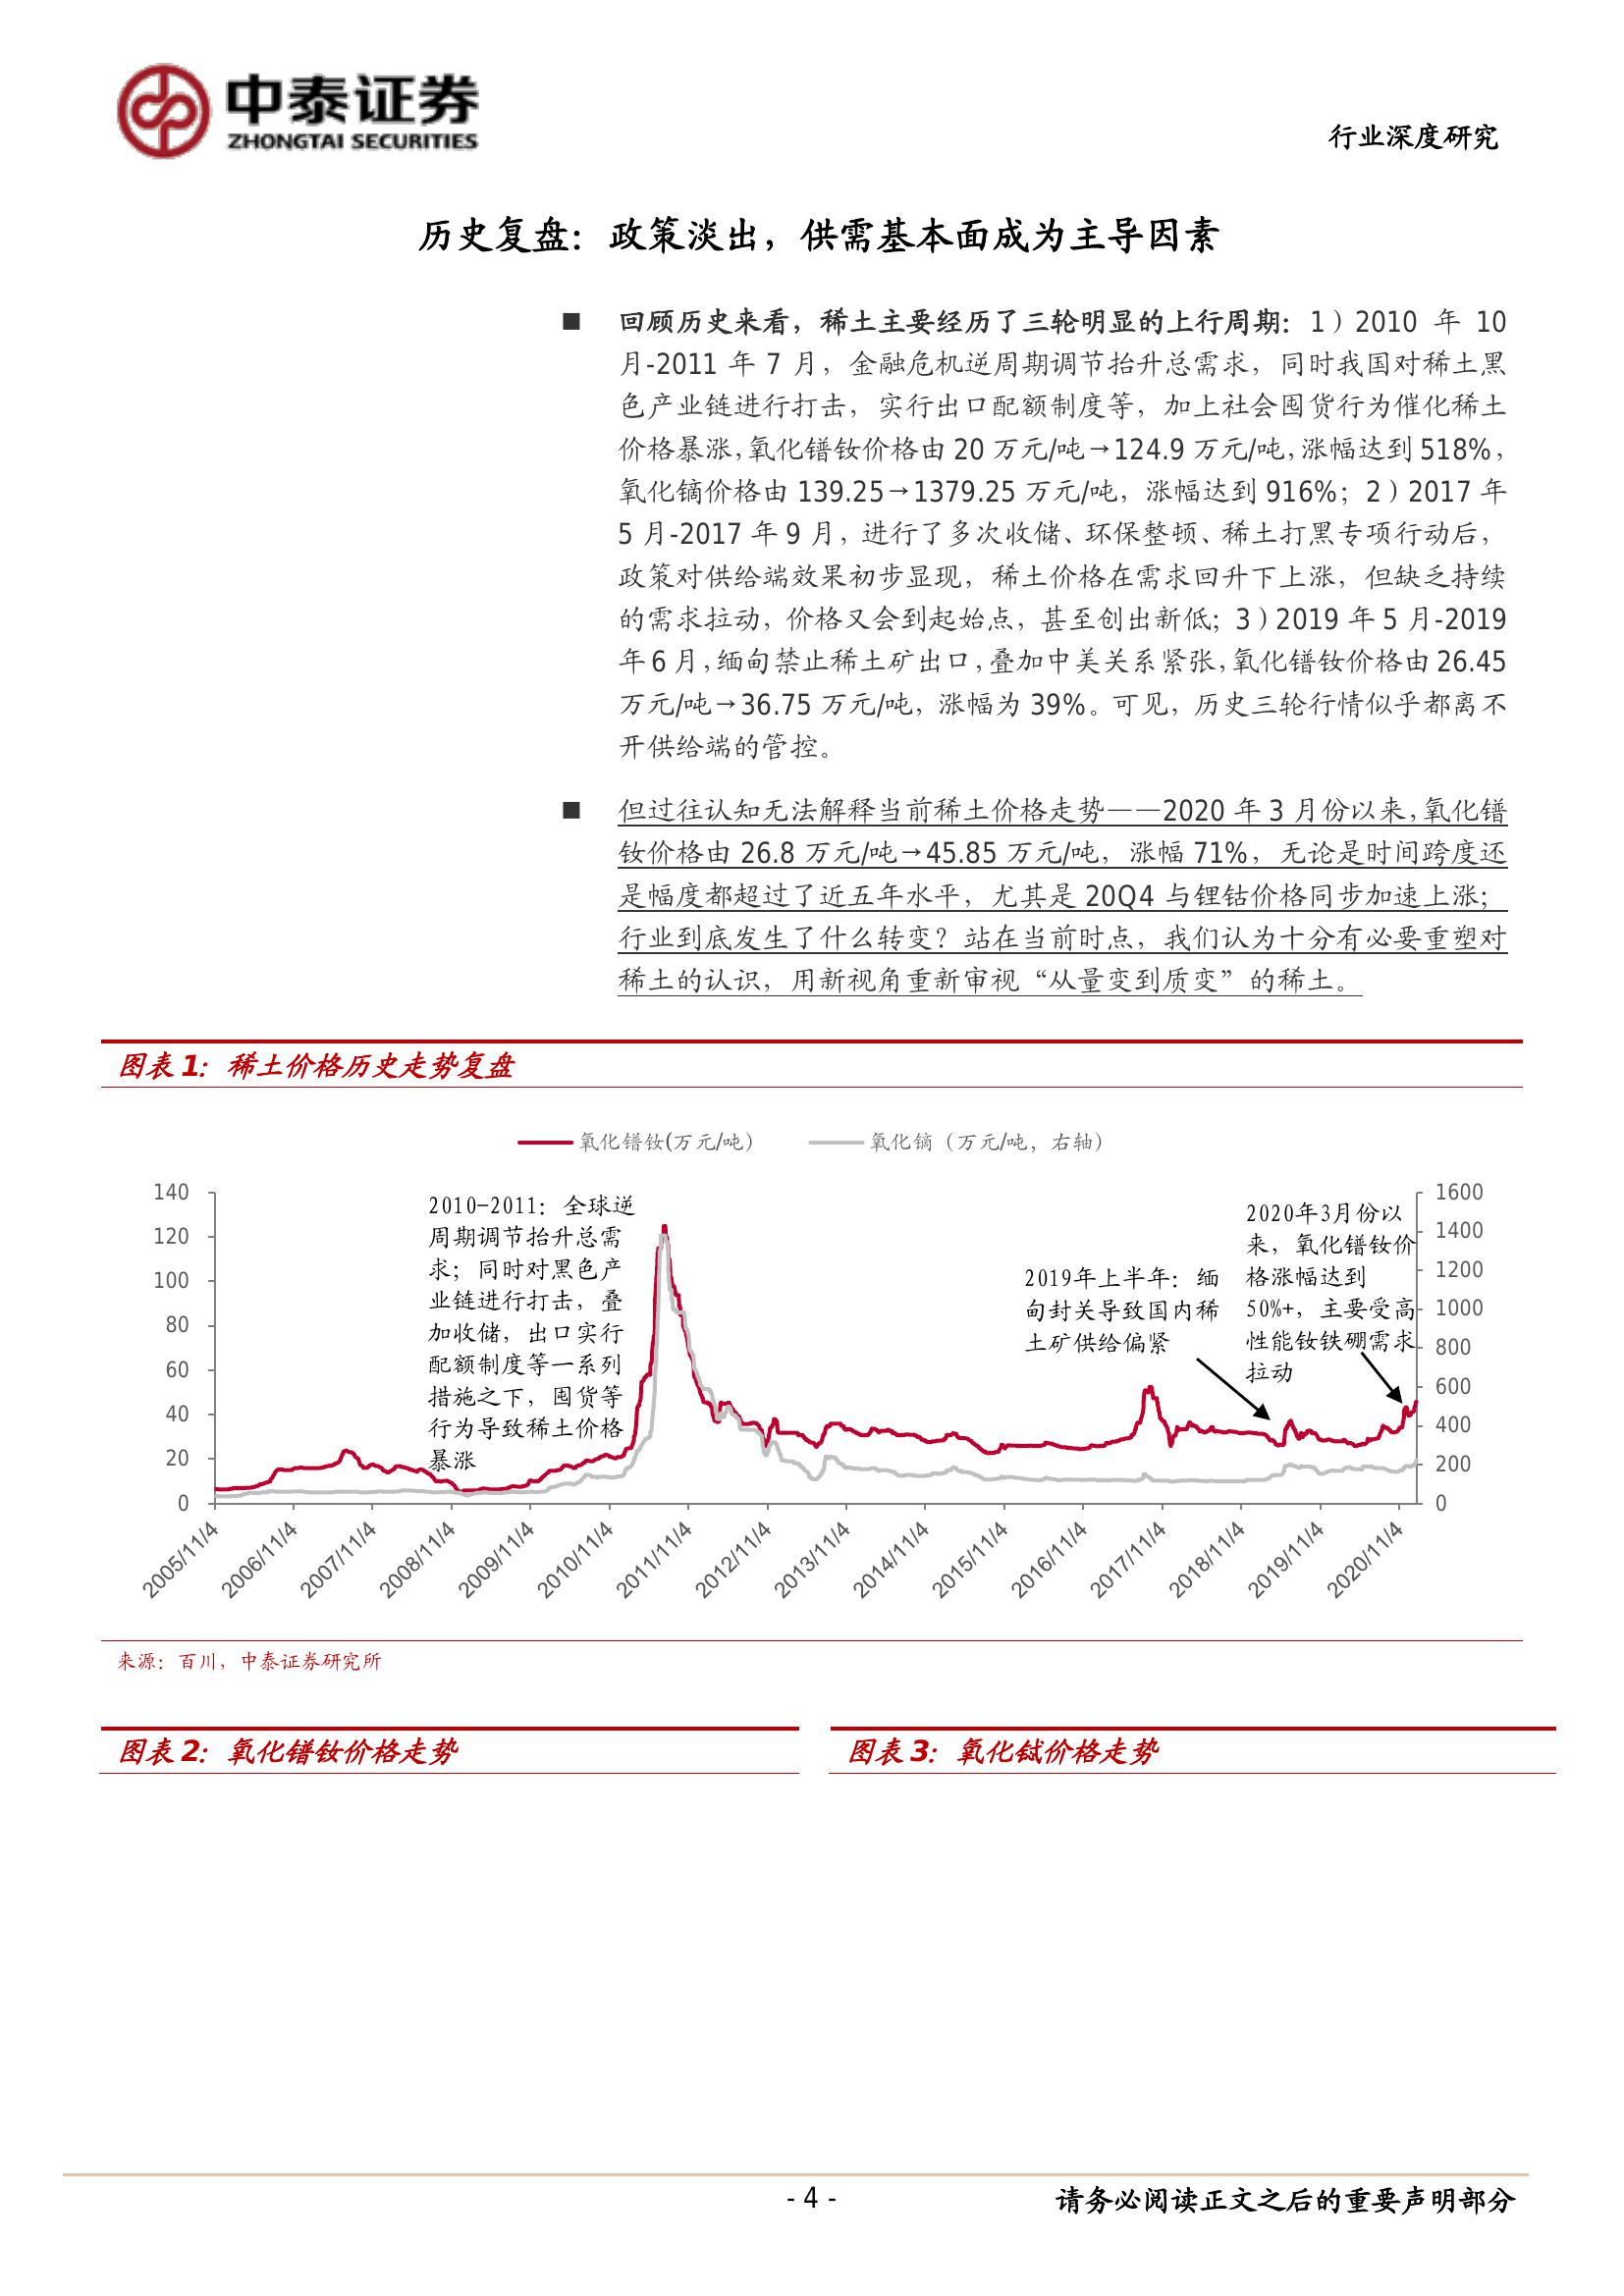 中泰证券
ZHONGTAI SECURITIES
行业深度研究
历史复盘：政策淡出，供需基本面成为主导因素
■ 回顾历史来看，稀土主要经历了三轮明显的上行周期：1）2010 年 10
月-2011 年 7 月，金融危机逆周期调节抬升总需求，同时我国对稀土黑
色产业链进行打击，实行出口配额制度等，加上社会囤货行为催化稀土
价格暴涨，氧化镨钕价格由 20 万元/吨→124.9 万元/吨，涨幅达到 518%，
氧化镝价格由 139.25→1379.25 万元/吨，涨幅达到 916%；2）2017 年
5 月-2017 年 9 月，进行了多次收储、环保整顿、稀土打黑专项行动后，
政策对供给端效果初步显现，稀土价格在需求回升下上涨，但缺乏持续
的需求拉动，价格又会到起始点，甚至创出新低；3）2019 年 5 月-2019
年 6 月，缅甸禁止稀土矿出口，叠加中美关系紧张，氧化镨钕价格由 26.45
万元/吨→36.75 万元/吨，涨幅为 39%。可见，历史三轮行情似乎都离不
开供给端的管控。
■ 但过往认知无法解释当前稀土价格走势——2020 年 3 月份以来，氧化镨
钕价格由 26.8 万元/吨→45.85 万元/吨，涨幅 71%，无论是时间跨度还
是幅度都超过了近五年水平，尤其是 20Q4 与锂钴价格同步加速上涨；
行业到底发生了什么转变？站在当前时点，我们认为十分有必要重塑对
稀土的认识，用新视角重新审视“从量变到质变”的稀土。
图表 1：稀土价格历史走势复盘
氧化镨钕(万元/吨)
氧化镝（万元/吨，右轴）
140
120
100
80
60
40
20
0
2010-2011：全球逆
周期调节抬升总需
求；同时对黑色产
业链进行打击，叠
加收储，出口实行
配额制度等一系列
措施之下，囤货等
行为导致稀土价格
暴涨
2019年上半年：缅
甸封关导致国内稀
土矿供给偏紧
2020年3月份以
来，氧化镨钕价
格涨幅达到
50%+，主要受高
性能钕铁硼需求
拉动
1600
1400
1200
1000
800
600
400
200
0
2005/11/4
2006/11/4
2007/11/4
2008/11/4
2009/11/4
2010/11/4
2011/11/4
2012/11/4
2013/11/4
2014/11/4
2015/11/4
2016/11/4
2017/11/4
2018/11/4
2019/11/4
2020/11/4
来源：百川，中泰证券研究所
图表 2：氧化镨钕价格走势
图表 3：氧化铽价格走势
- 4 -
请务必阅读正文之后的重要声明部分